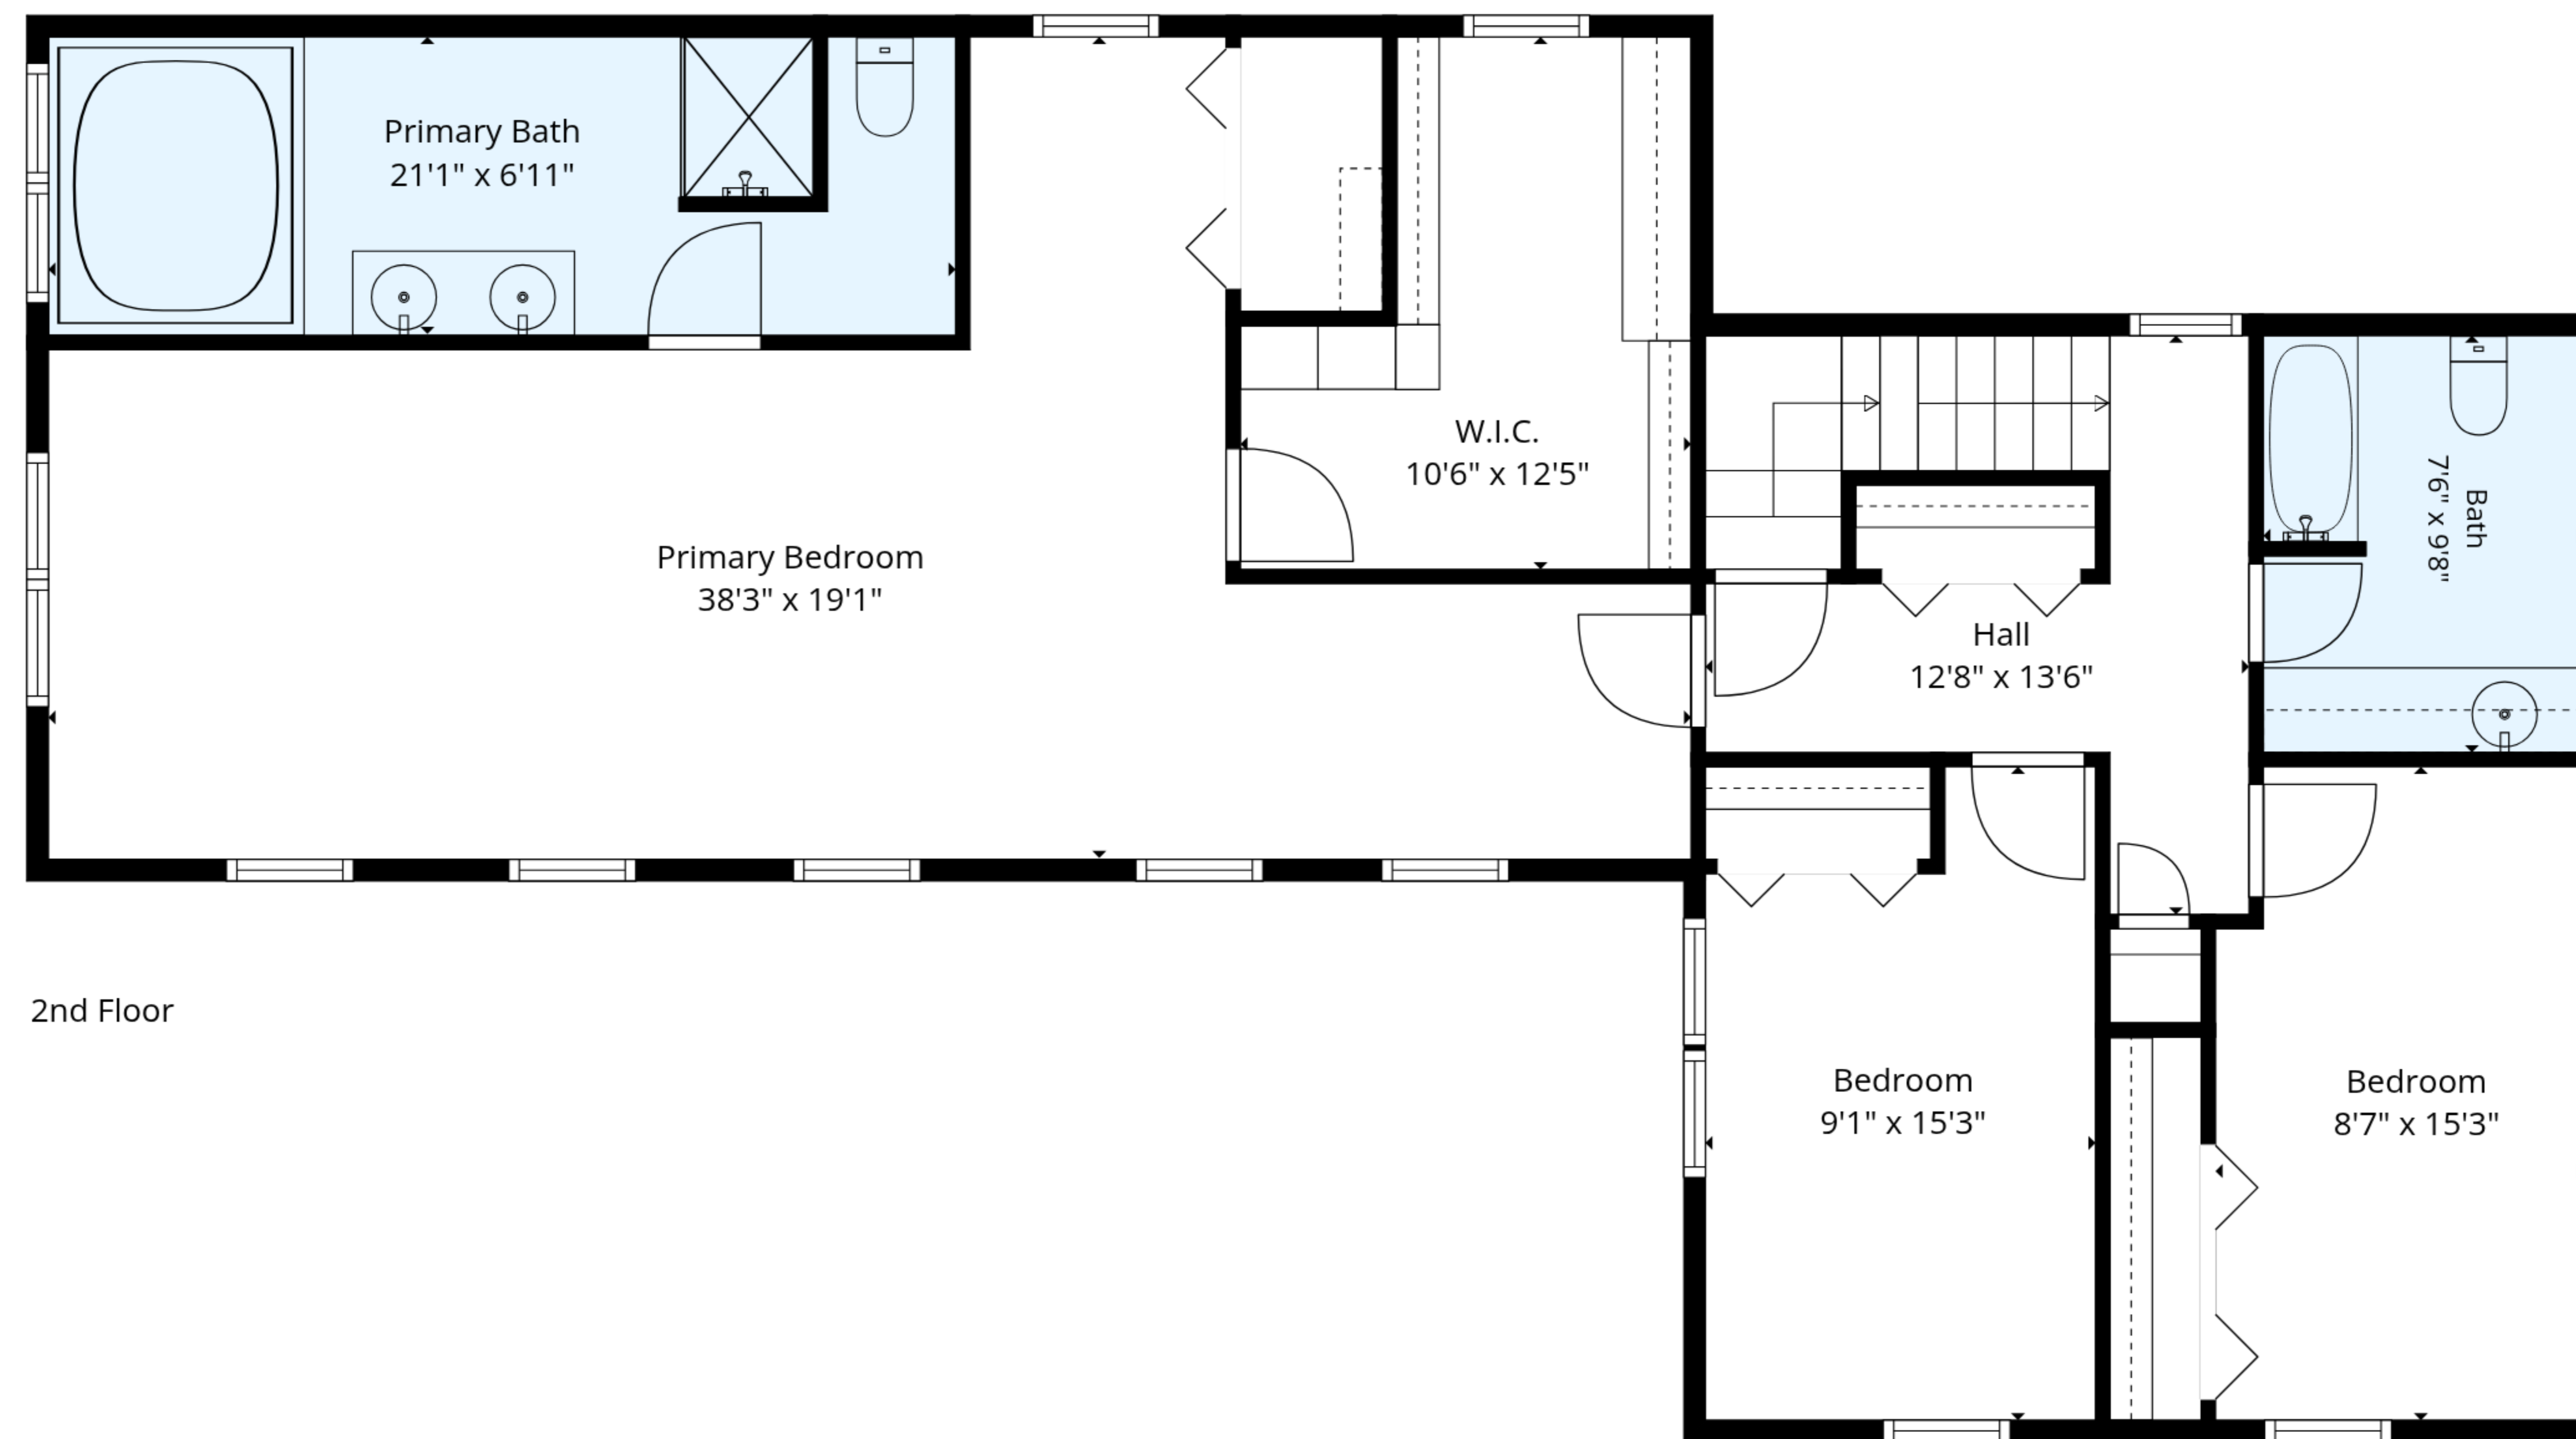 Primary Bath
21'1" x 6'11"
W.I.C.
10'6" x 12'5"
Bath
7'6" x 9'8"
Primary Bedroom
38'3" x 19'1"
Hall
12'8" x 13'6"
2nd Floor
Bedroom
9'1" x 15'3"
Bedroom
8'7" x 15'3"